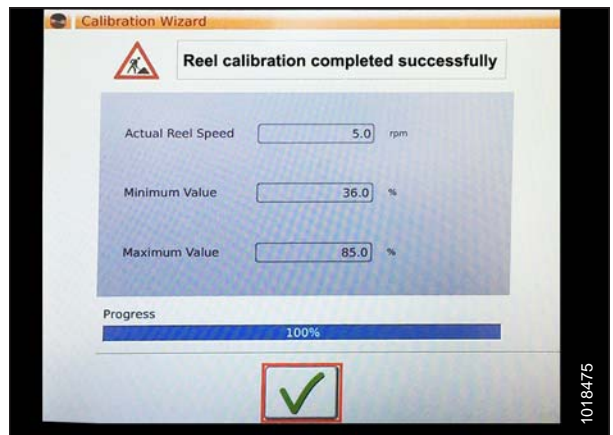 Calibration Wizard
Reel calibration completed successfully
Actual Reel Speed 5.0 rpm
Minimum Value 36.0 %
Maximum Value 85.0 %
Progress
100%
1018475